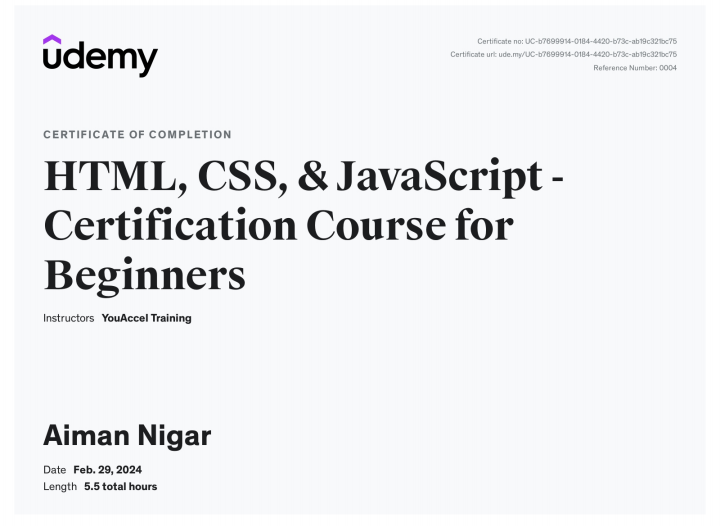 udemy
Certificate no: UC-b7699914-0184-4420-b73c-ab19c321bc75
Certificate url: ude.my/UC-b7699914-0184-4420-b73c-ab19c321bc75
Reference Number: 0004
CERTIFICATE OF COMPLETION
HTML, CSS, & JavaScript -
Certification Course for
Beginners
Instructors YouAccel Training
Aiman Nigar
Date Feb. 29, 2024
Length 5.5 total hours